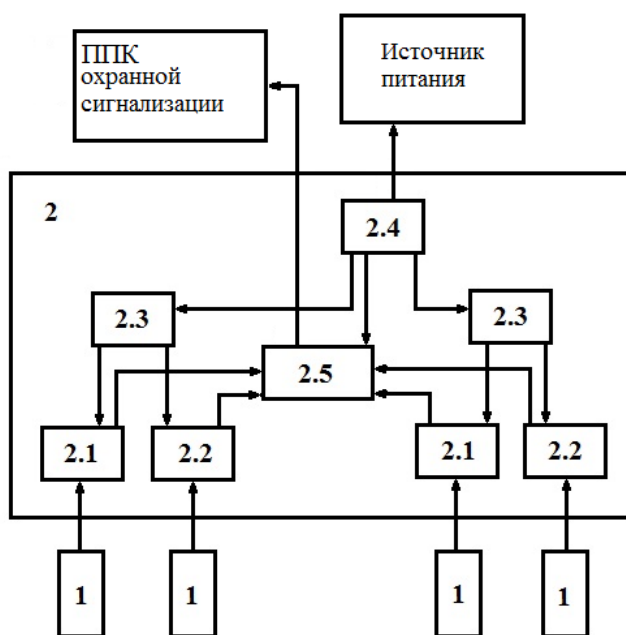 ППК
охранной
сигнализации
Источник
питания
2
2.4
2.3
2.3
2.5
2.1
2.2
2.1
2.2
1
1
1
1